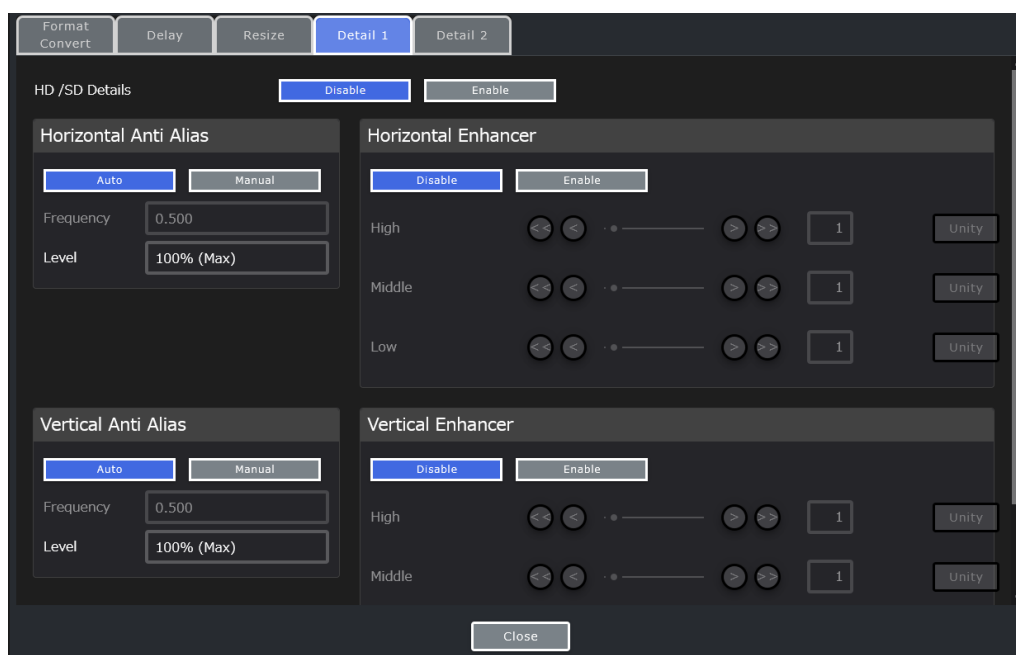 Format Convert Delay Resize Detail 1 Detail 2
HD /SD Details Disable Enable
Horizontal Anti Alias
Auto Manual
Frequency 0.500
Level 100% (Max)
Horizontal Enhancer
Disable Enable
High << < > >> 1 Unity
Middle << < > >> 1 Unity
Low << < > >> 1 Unity
Vertical Anti Alias
Auto Manual
Frequency 0.500
Level 100% (Max)
Vertical Enhancer
Disable Enable
High << < > >> 1 Unity
Middle << < > >> 1 Unity
Close